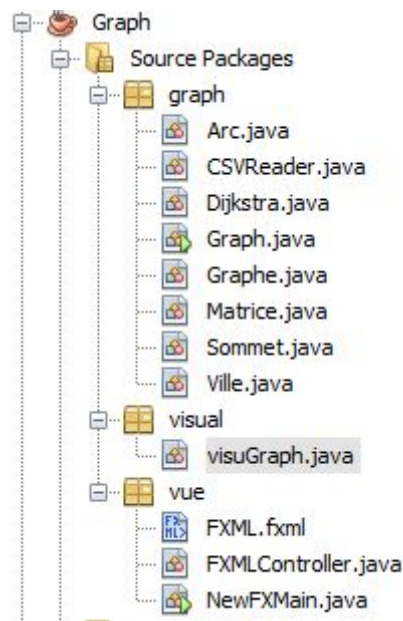 Graph
Source Packages
graph
Arc.java
CSVReader.java
Dijkstra.java
Graph.java
Graphe.java
Matrice.java
Sommet.java
Ville.java
visual
visuGraph.java
vue
FXML.fxml
FXMLController.java
NewFXMain.java